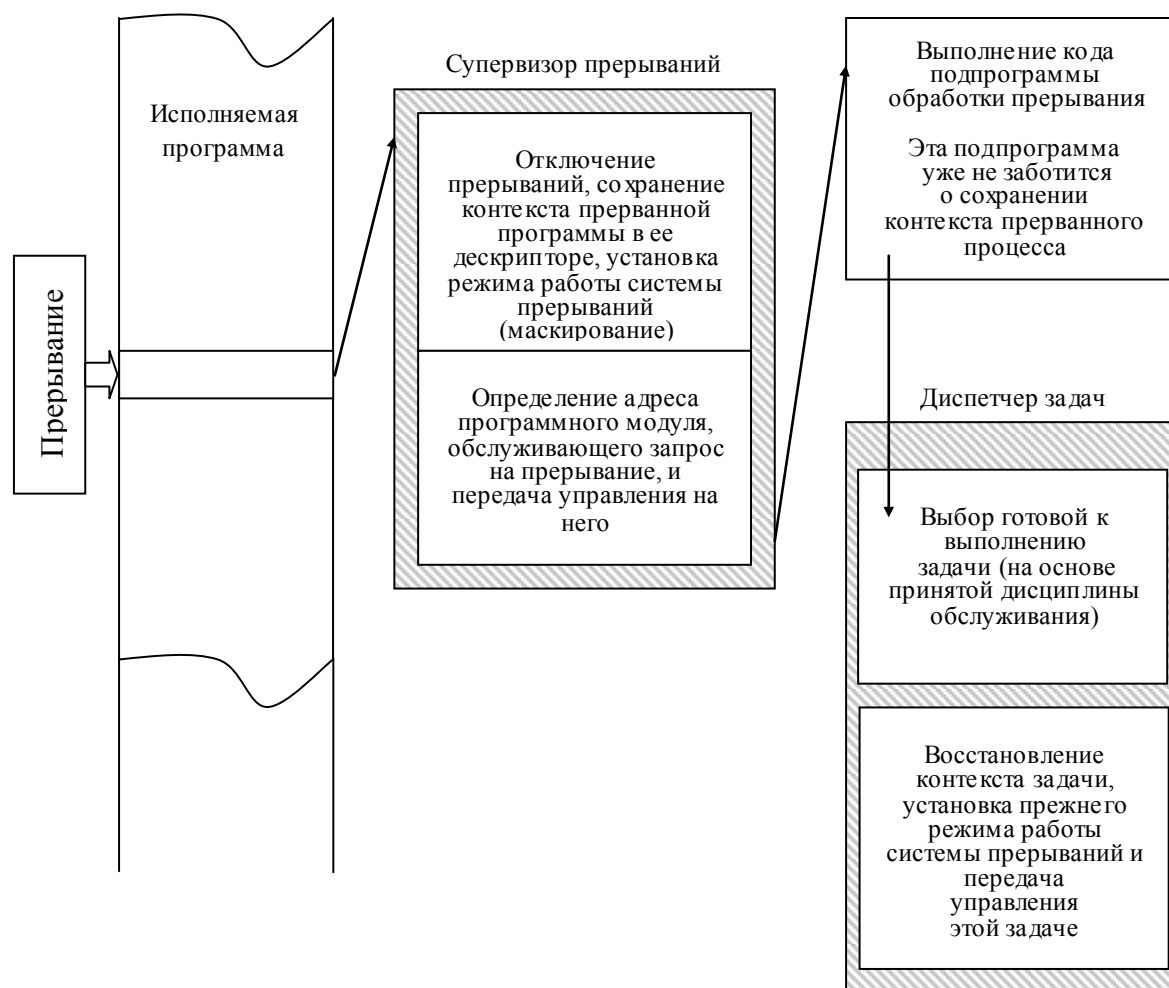 Прерывание
Исполняемая
программа
Супервизор прерываний
Отключение
прерываний, сохранение
контекста прерванной
программы в ее
дескрипторе, установка
режима работы системы
прерываний
(маскирование)
Определение адреса
программного модуля,
обслуживающего запрос
на прерывание, и
передача управления на
него
Выполнение кода
подпрограммы
обработки прерывания
Эта подпрограмма
уже не заботится
о сохранении
контекста прерванного
процесса
Диспетчер задач
Выбор готовой к
выполнению
задачи (на основе
принятой дисциплины
обслуживания)
Восстановление
контекста задачи,
установка прежнего
режима работы
системы прерываний и
передача
управления
этой задаче